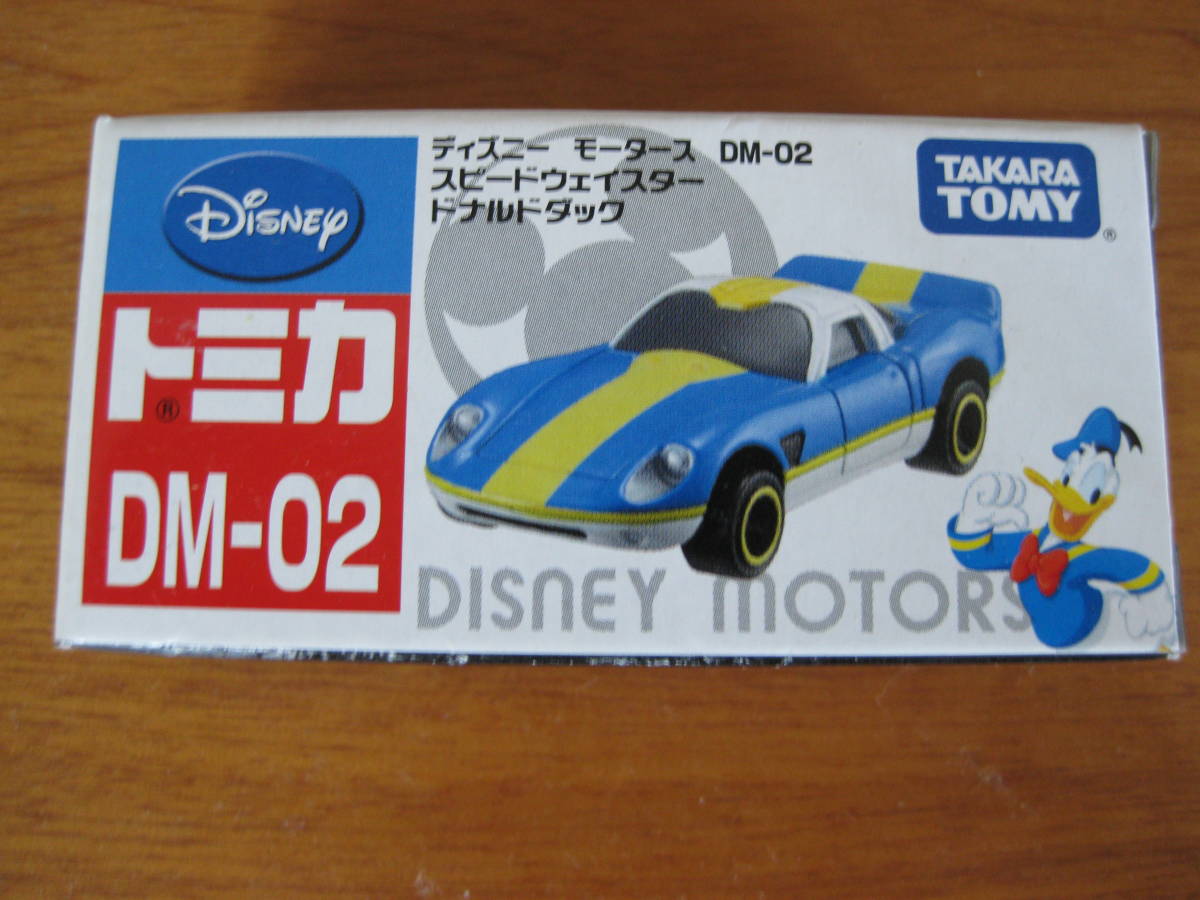 DISNEY
トミカ®
DM-02
ディズニー モータース DM-02
スピードウェイスター
ドナルドダック
TAKARA
TOMY®
DISNEY MOTORS